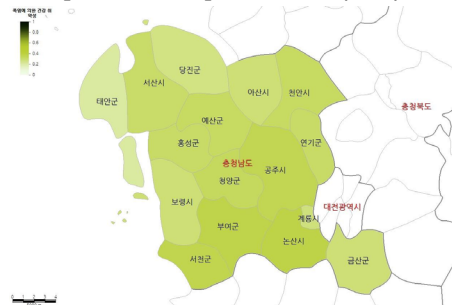 폭염에 의한 건강 취
약성
1
0.8
0.6
0.4
0.2
0
당진군
서산시
아산시
천안시
태안군
충청북도
예산군
홍성군
연기군
충청남도
공주시
청양군
보령시
대전광역시
계룡시
부여군
논산시
서천군
금산군